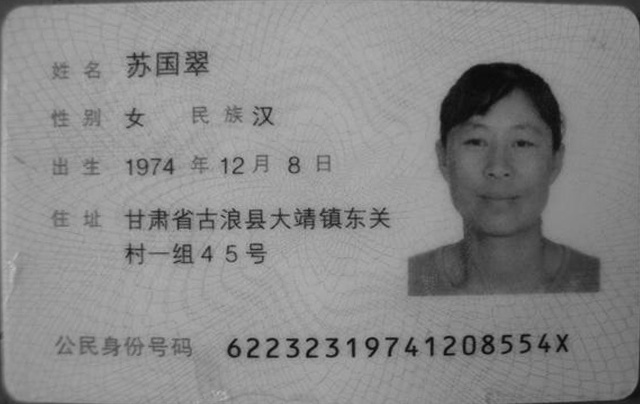 姓名 苏国翠
性别 女 民族 汉
出生 1974 年 12 月 8 日
住址 甘肃省古浪县大靖镇东关
村一组45号
公民身份号码 62232319741208554X